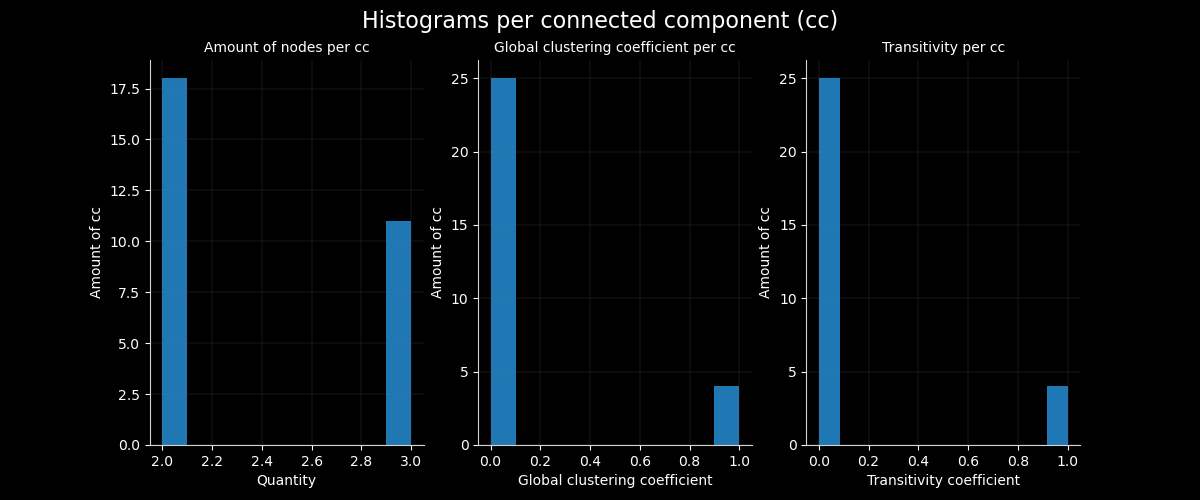 Histograms per connected component (cc)
Amount of nodes per cc
Global clustering coefficient per cc
Transitivity per cc
Amount of cc
17.5
15.0
12.5
10.0
7.5
5.0
2.5
0.0
2.0 2.2 2.4 2.6 2.8 3.0
Quantity
Amount of cc
25
20
15
10
5
0
0.0 0.2 0.4 0.6 0.8 1.0
Global clustering coefficient
Amount of cc
25
20
15
10
5
0
0.0 0.2 0.4 0.6 0.8 1.0
Transitivity coefficient